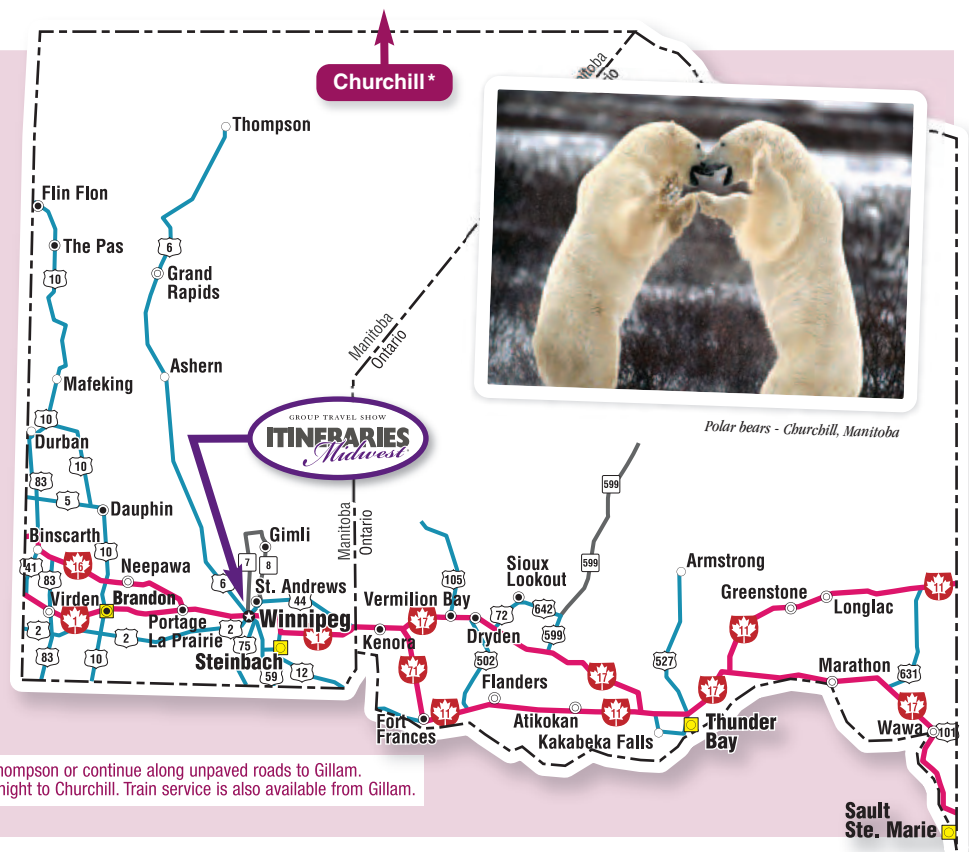 Churchill*
Manitoba
Thompson
Flin Flon
The Pas
6
10
Grand
Rapids
Manitoba
Ontario
Ashern
Mafeking
Polar bears - Churchill, Manitoba
GROUP TRAVEL SHOW
ITINERARIES
Midwest
10
Durban
10
83
5
Dauphin
599
Binscarth
10
Gimli
Manitoba
Ontario
599
Armstrong
41
83
16
Neepawa
7
8
6
St. Andrews
44
105
Sioux
Lookout
Greenstone
Longlac
11
Virden
1
Brandon
Portage
La Prairie
Winnipeg
1
Vermilion Bay
17
72
642
2
2
2
75
Kenora
Dryden
599
11
83
10
Steinbach
59
12
71
502
17
527
17
Marathon
631
Flanders
Fort
Frances
11
Atikokan
11
Kakabeka Falls
Thunder
Bay
17
Wawa
101
hompson or continue along unpaved roads to Gillam.
night to Churchill. Train service is also available from Gillam.
Sault
Ste. Marie